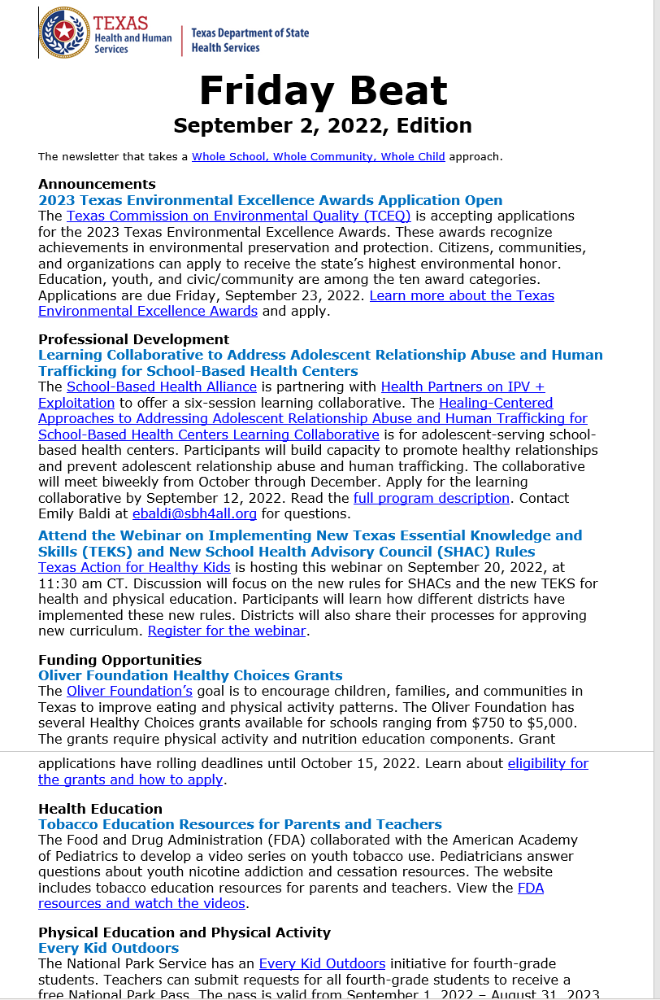 TEXAS
Health and Human
Services
Texas Department of State
Health Services
Friday Beat
September 2, 2022, Edition
The newsletter that takes a Whole School, Whole Community, Whole Child approach.
Announcements
2023 Texas Environmental Excellence Awards Application Open
The Texas Commission on Environmental Quality (TCEQ) is accepting applications
for the 2023 Texas Environmental Excellence Awards. These awards recognize
achievements in environmental preservation and protection. Citizens, communities,
and organizations can apply to receive the state’s highest environmental honor.
Education, youth, and civic/community are among the ten award categories.
Applications are due Friday, September 23, 2022. Learn more about the Texas
Environmental Excellence Awards and apply.
Professional Development
Learning Collaborative to Address Adolescent Relationship Abuse and Human
Trafficking for School-Based Health Centers
The School-Based Health Alliance is partnering with Health Partners on IPV +
Exploitation to offer a six-session learning collaborative. The Healing-Centered
Approaches to Addressing Adolescent Relationship Abuse and Human Trafficking for
School-Based Health Centers Learning Collaborative is for adolescent-serving school-
based health centers. Participants will build capacity to promote healthy relationships
and prevent adolescent relationship abuse and human trafficking. The collaborative
will meet biweekly from October through December. Apply for the learning
collaborative by September 12, 2022. Read the full program description. Contact
Emily Baldi at ebaldi@sbh4all.org for questions.
Attend the Webinar on Implementing New Texas Essential Knowledge and
Skills (TEKS) and New School Health Advisory Council (SHAC) Rules
Texas Action for Healthy Kids is hosting this webinar on September 20, 2022, at
11:30 am CT. Discussion will focus on the new rules for SHACs and the new TEKS for
health and physical education. Participants will learn how different districts have
implemented these new rules. Districts will also share their processes for approving
new curriculum. Register for the webinar.
Funding Opportunities
Oliver Foundation Healthy Choices Grants
The Oliver Foundation’s goal is to encourage children, families, and communities in
Texas to improve eating and physical activity patterns. The Oliver Foundation has
several Healthy Choices grants available for schools ranging from $750 to $5,000.
The grants require physical activity and nutrition education components. Grant
applications have rolling deadlines until October 15, 2022. Learn about eligibility for
the grants and how to apply.
Health Education
Tobacco Education Resources for Parents and Teachers
The Food and Drug Administration (FDA) collaborated with the American Academy
of Pediatrics to develop a video series on youth tobacco use. Pediatricians answer
questions about youth nicotine addiction and cessation resources. The website
includes tobacco education resources for parents and teachers. View the FDA
resources and watch the videos.
Physical Education and Physical Activity
Every Kid Outdoors
The National Park Service has an Every Kid Outdoors initiative for fourth-grade
students. Teachers can submit requests for all fourth-grade students to receive a
free National Park Pass. The pass is valid from September 1, 2022 – August 31, 2023